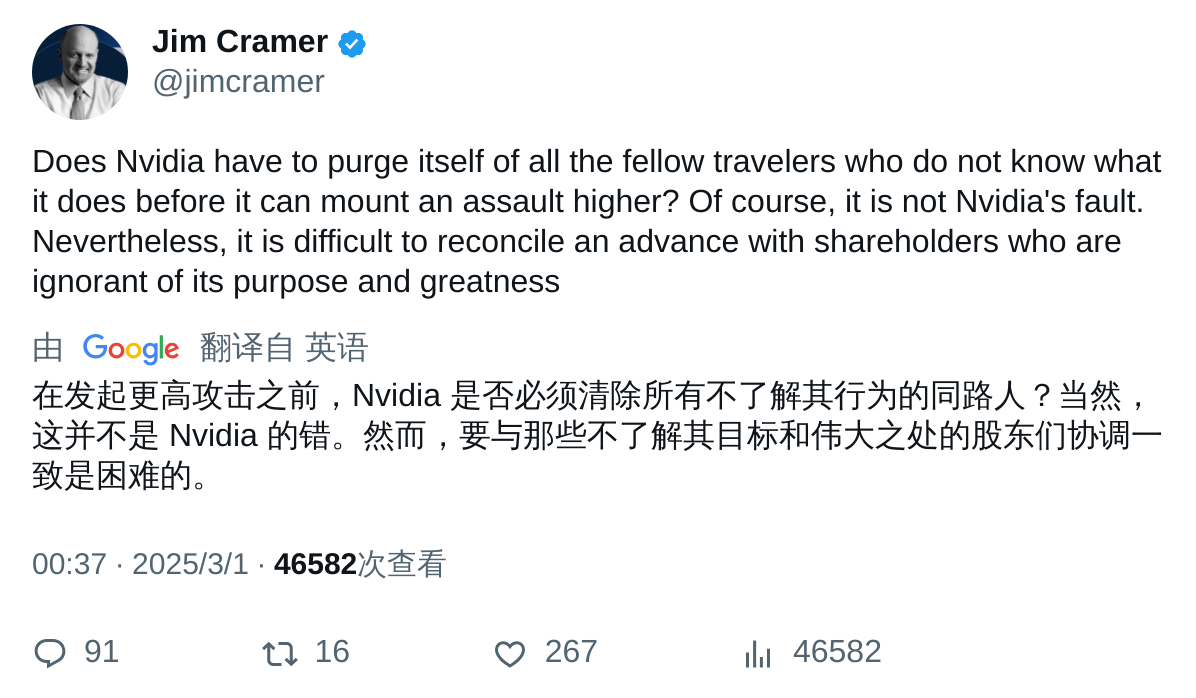 Jim Cramer
@jimcramer
Does Nvidia have to purge itself of all the fellow travelers who do not know what
it does before it can mount an assault higher? Of course, it is not Nvidia's fault.
Nevertheless, it is difficult to reconcile an advance with shareholders who are
ignorant of its purpose and greatness
由 Google 翻译自 英语
在发起更高攻击之前，Nvidia 是否必须清除所有不了解其行为的同路人？当然，
这并不是 Nvidia 的错。然而，要与那些不了解其目标和伟大之处的股东们协调一
致是困难的。
00:37 · 2025/3/1 · 46582次查看
91 16 267 46582